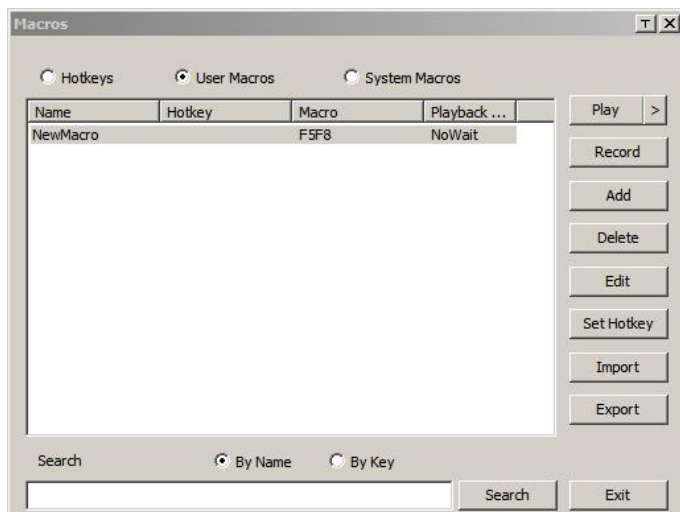 Macros
Hotkeys User Macros System Macros
Name Hotkey Macro Playback ...
NewMacro F5F8 NoWait
Play >
Record
Add
Delete
Edit
Set Hotkey
Import
Export
Search By Name By Key
Search Exit